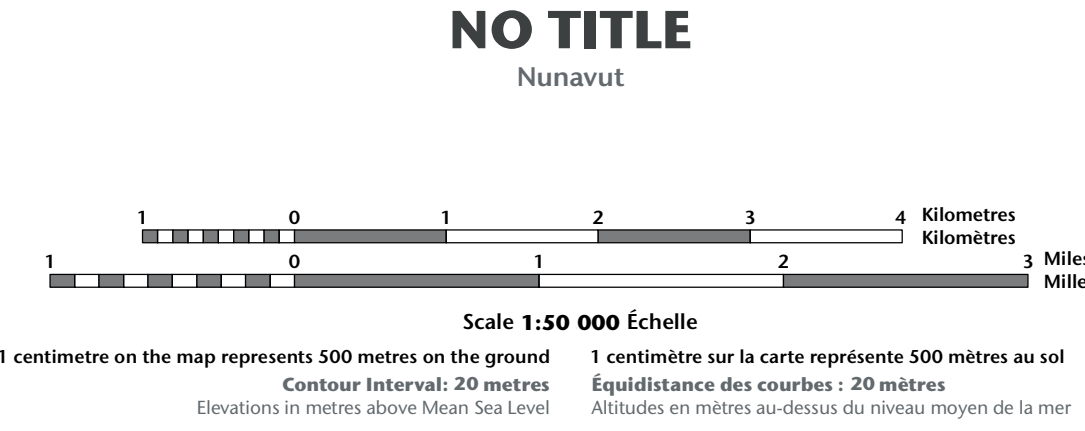 NO TITLE
Nunavut
1 0 1 2 3 4 Kilometres
Kilomètres
1 0 1 2 3 Miles
Mille
Scale 1:50 000 Échelle
1 centimetre on the map represents 500 metres on the ground
1 centimètre sur la carte représente 500 mètres au sol
Contour Interval: 20 metres
Équidistance des courbes : 20 mètres
Elevations in metres above Mean Sea Level
Altitudes en mètres au-dessus du niveau moyen de la mer